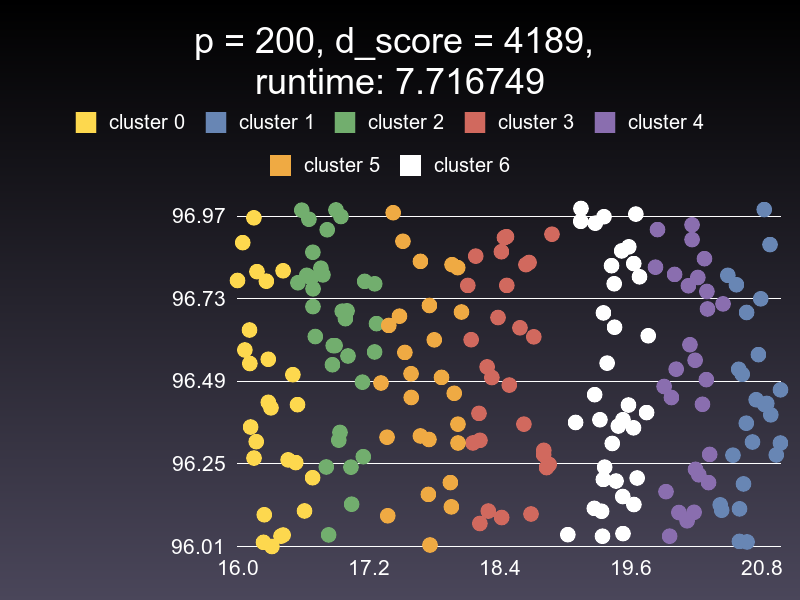 p = 200, d_score = 4189,
runtime: 7.716749
cluster 0 cluster 1 cluster 2 cluster 3 cluster 4
cluster 5 cluster 6
96.97
96.73
96.49
96.25
96.01
16.0 17.2 18.4 19.6 20.8